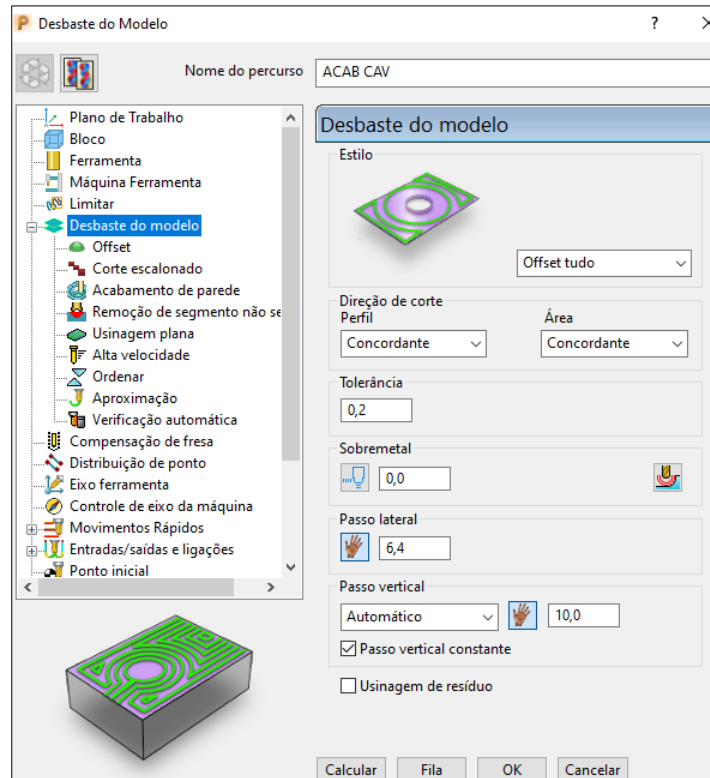 Desbaste do Modelo
?
Nome do percurso
ACAB CAV
Plano de Trabalho
Bloco
Ferramenta
Máquina Ferramenta
Limitar
Desbaste do modelo
Offset
Corte escalonado
Acabamento de parede
Remoção de segmento não se
Usinagem plana
Alta velocidade
Ordenar
Aproximação
Verificação automática
Compensação de fresa
Distribuição de ponto
Eixo ferramenta
Controle de eixo da máquina
Movimentos Rápidos
Entradas/saídas e ligações
Ponto inicial
Desbaste do modelo
Estilo
Offset tudo
Direção de corte
Perfil Área
Concordante Concordante
Tolerância
0,2
Sobremetal
0,0
Passo lateral
6,4
Passo vertical
Automático 10,0
Passo vertical constante
Usinagem de resíduo
Calcular Fila OK Cancelar